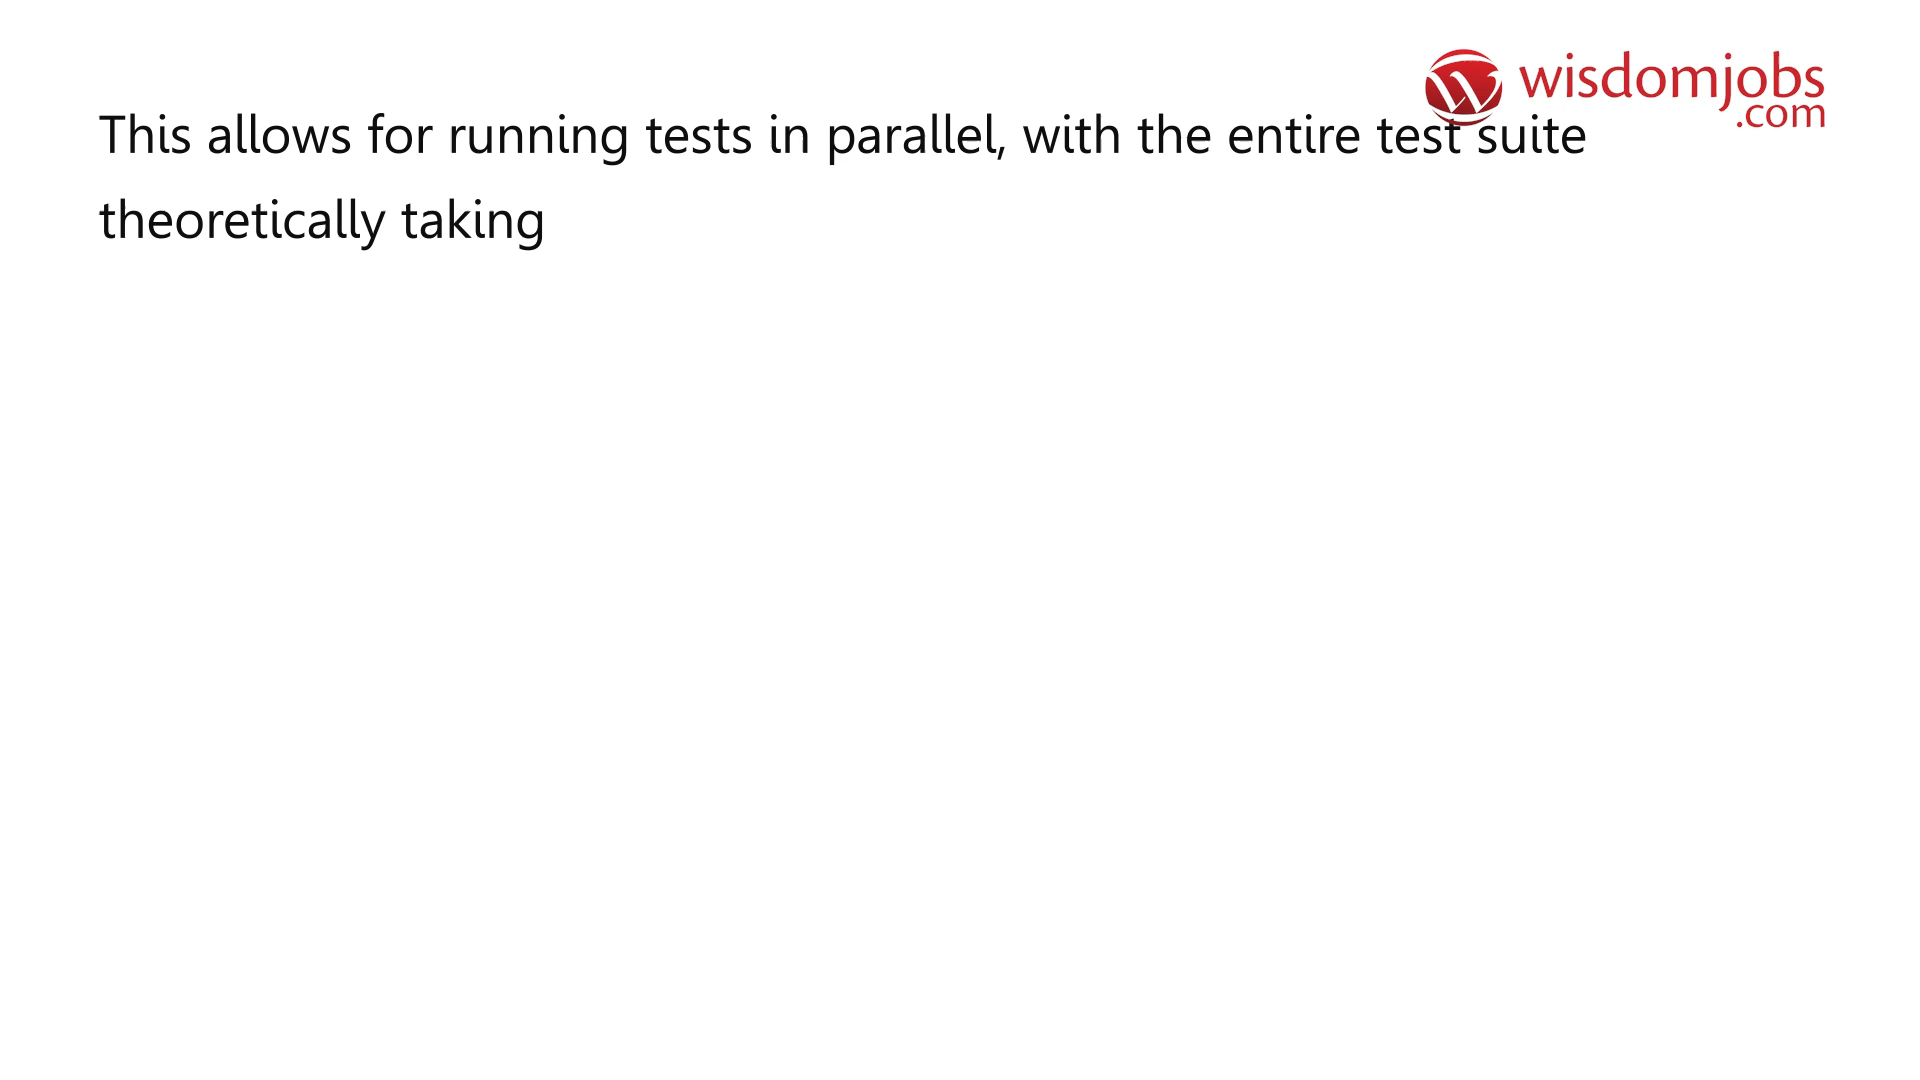 wisdomjobs
.com
This allows for running tests in parallel, with the entire test suite
theoretically taking